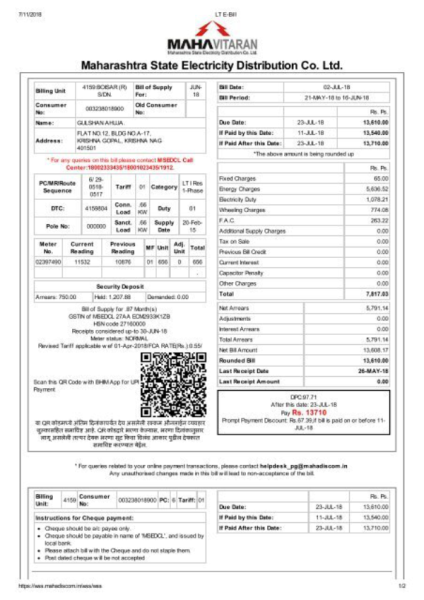 7/11/2018
LT E-Bill
MAHAVITARAN
Maharashtra State Electricity Distribution Co. Ltd.
Maharashtra State Electricity Distribution Co. Ltd.
Billing Unit 4159:BOISAR (R) S/DN. Bill of Supply For: JUN-18
Consumer No: 003238018900 Old Consumer No:
Name: GULSHAN AHUJA
Address: FLAT NO.12, BLDG NO.A-17, KRISHNA GOPAL, KRISHNA NAG 401501
* For any queries on this bill please contact MSEDCL Call
Center:18002333435/18001023435/1912.
PC/MR/Route Sequence 6/ 29-0518-0517 Tariff 01 Category LT I Res 1-Phase
DTC: 4159804 Conn. Load .66 KW Duty 01
Pole No: 000000 Sanct. Load .66 KW Supply Date 26-Feb-15
Meter No. Current Reading Previous Reading MF Unit Adj. Unit Total
02397490 11532 10876 01 656 0 656
Security Deposit
Arrears: 750.00 Held: 1,207.88 Demanded: 0.00
Bill of Supply for .87 Month(s)
HSN code 27160000
Receipts considered up to 30-JUN-18
Meter status: NORMAL
Revised Tariff applicable w.ef 01-Apr-2018/FCA RATE(Rs.):0.55/
Scan this QR Code with BHIM App for UPI
Payment
Bill Date: 02-JUL-18
Bill Period: 21-MAY-18 to 16-JUN-18
Rs. Ps.
Due Date: 23-JUL-18 13,610.00
If Paid by this Date: 11-JUL-18 13,540.00
If Paid After this Date: 23-JUL-18 13,710.00
*The above amount is being rounded up
Rs. Ps.
Fixed Charges 65.00
Energy Charges 5,636.52
Electricity Duty 1,078.21
Wheeling Charges 774.08
F.A.C. 263.22
Additional Supply Charges 0.00
Tax on Sale 0.00
Previous Bill Credit 0.00
Current Interest 0.00
Capacitor Penalty 0.00
Other Charges 0.00
Total 7,817.03
Net Arrears 5,791.14
Adjustments 0.00
Interest Arrears 0.00
Total Arrears 5,791.14
Net Bill Amount 13,608.17
Rounded Bill 13,610.00
Last Receipt Date 26-MAY-18
Last Receipt Amount 0.00
DPC:97.71
After this date: 23-JUL-18
Pay Rs. 13710
Prompt Payment Discount: Rs.67.39,if bill is paid on or before 11-
JUL-18
* For queries related to your online payment transactions, please contact helpdesk_pg@mahadiscom.in
Any unauthorised changes made in this bill will lead to non-acceptance of the bill.
Billing Unit: 4159 Consumer No: 003238018900 PC: 6 Tariff: 01
Instructions for Cheque payment:
• Cheque should be a/c payee only.
• Cheque should be payable in name of "MSEDCL", and issued by
local bank.
• Please attach bill with the Cheque and do not staple them.
• Post dated cheque will be not accepted
Rs. Ps.
Due Date: 23-JUL-18 13,610.00
If Paid by this Date: 11-JUL-18 13,540.00
If Paid After this Date: 23-JUL-18 13,710.00
https://wss.mahadiscom.in/wss/wss
1/2